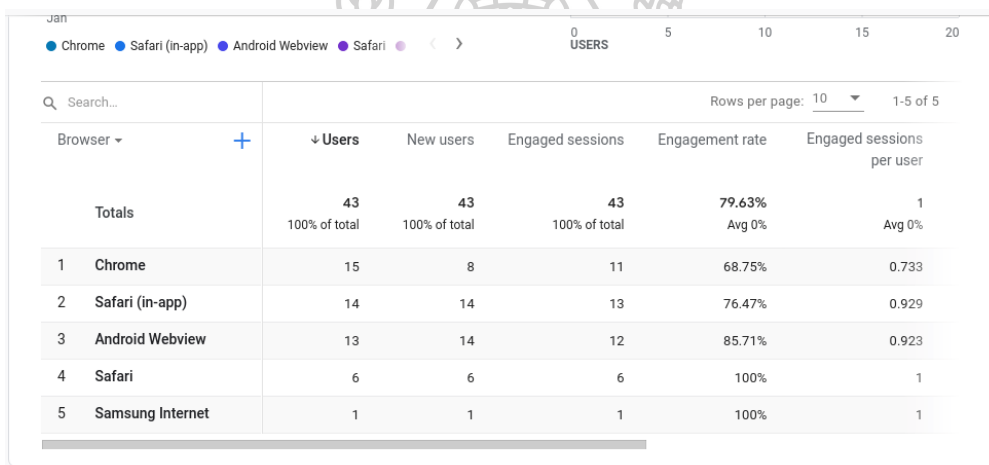 Jan
0 5 10 15 20
USERS
Chrome Safari (in-app) Android Webview Safari
Search...
Rows per page: 10 1-5 of 5
Browser Users New users Engaged sessions Engagement rate Engaged sessions per user
Totals 43 43 43 79.63% 1
100% of total 100% of total 100% of total Avg 0% Avg 0%
1 Chrome 15 8 11 68.75% 0.733
2 Safari (in-app) 14 14 13 76.47% 0.929
3 Android Webview 13 14 12 85.71% 0.923
4 Safari 6 6 6 100% 1
5 Samsung Internet 1 1 1 100% 1